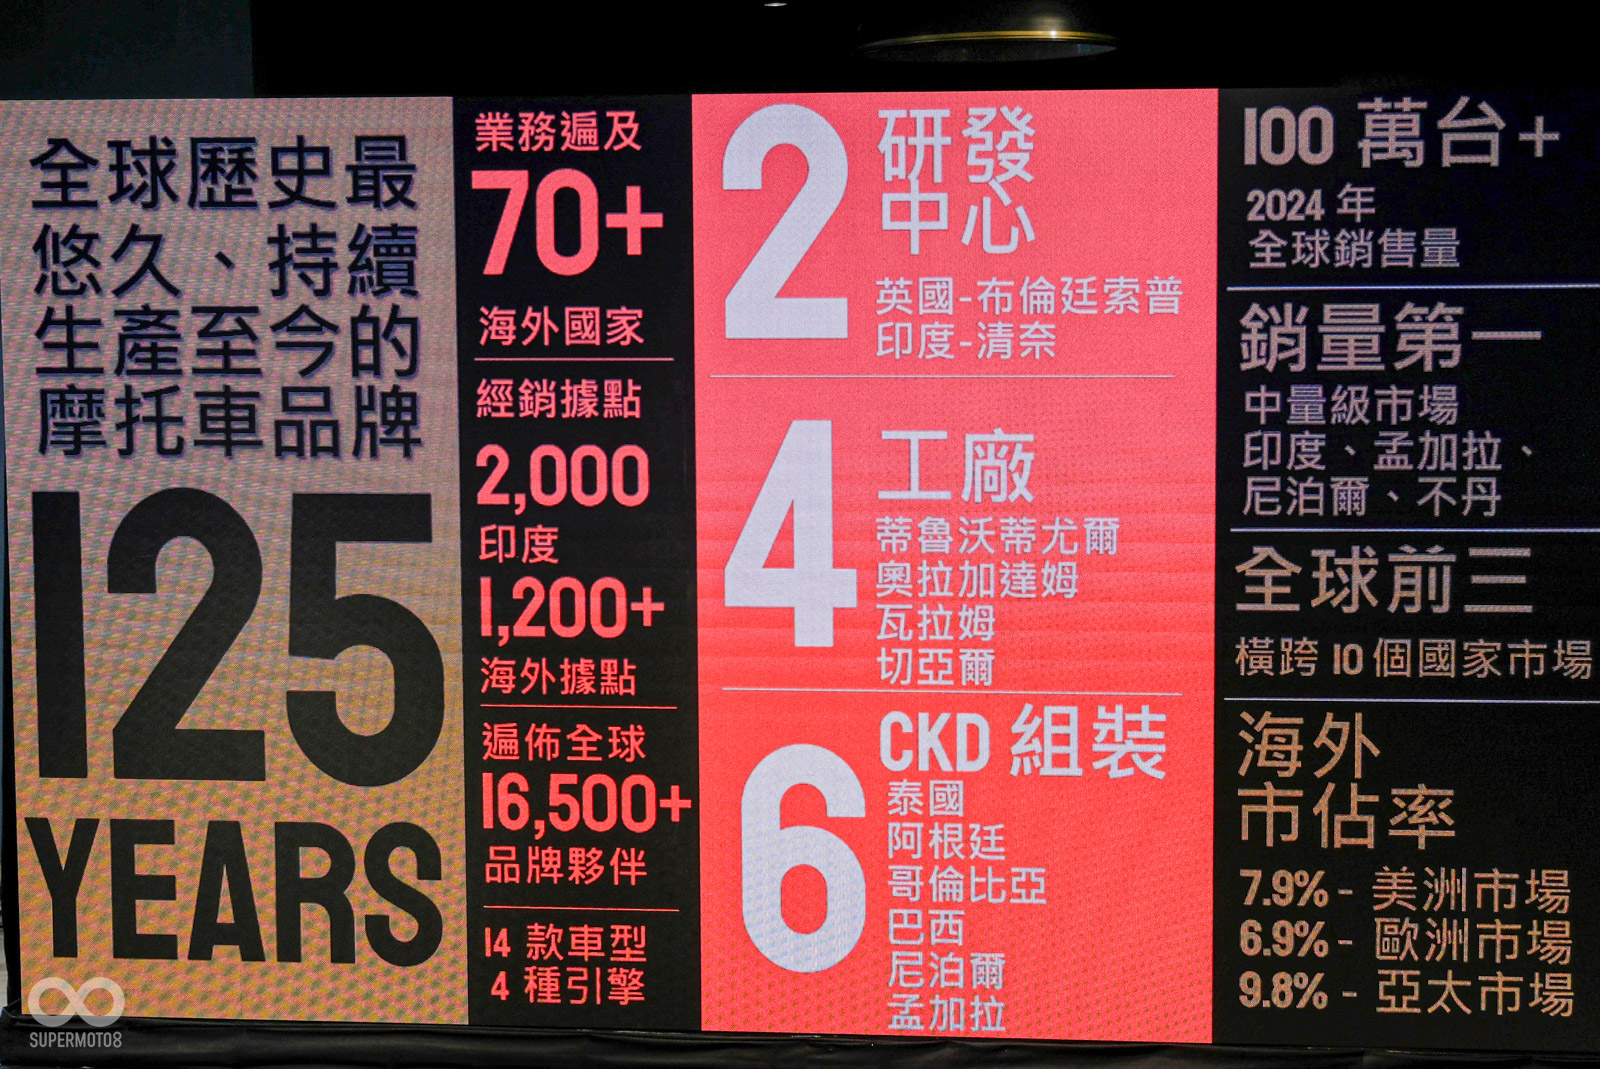 全球歷史最
悠久、持續
生產至今的
摩托車品牌
125
YEARS
業務遍及
70+
海外國家
經銷據點
2,000
印度
1,200+
海外據點
遍佈全球
16,500+
品牌夥伴
14 款車型
4 種引擎
2
研發
中心
英國-布倫廷索普
印度-清奈
4
工廠
蒂魯沃蒂尤爾
奧拉加達姆
瓦拉姆
切亞爾
6
CKD 組裝
泰國
阿根廷
哥倫比亞
巴西
尼泊爾
孟加拉
100 萬台+
2024 年
全球銷售量
銷量第一
中量級市場
印度、孟加拉、
尼泊爾、不丹
全球前三
橫跨 10 個國家市場
海外
市佔率
7.9% - 美洲市場
6.9% - 歐洲市場
9.8% - 亞太市場
SUPERMOTO8